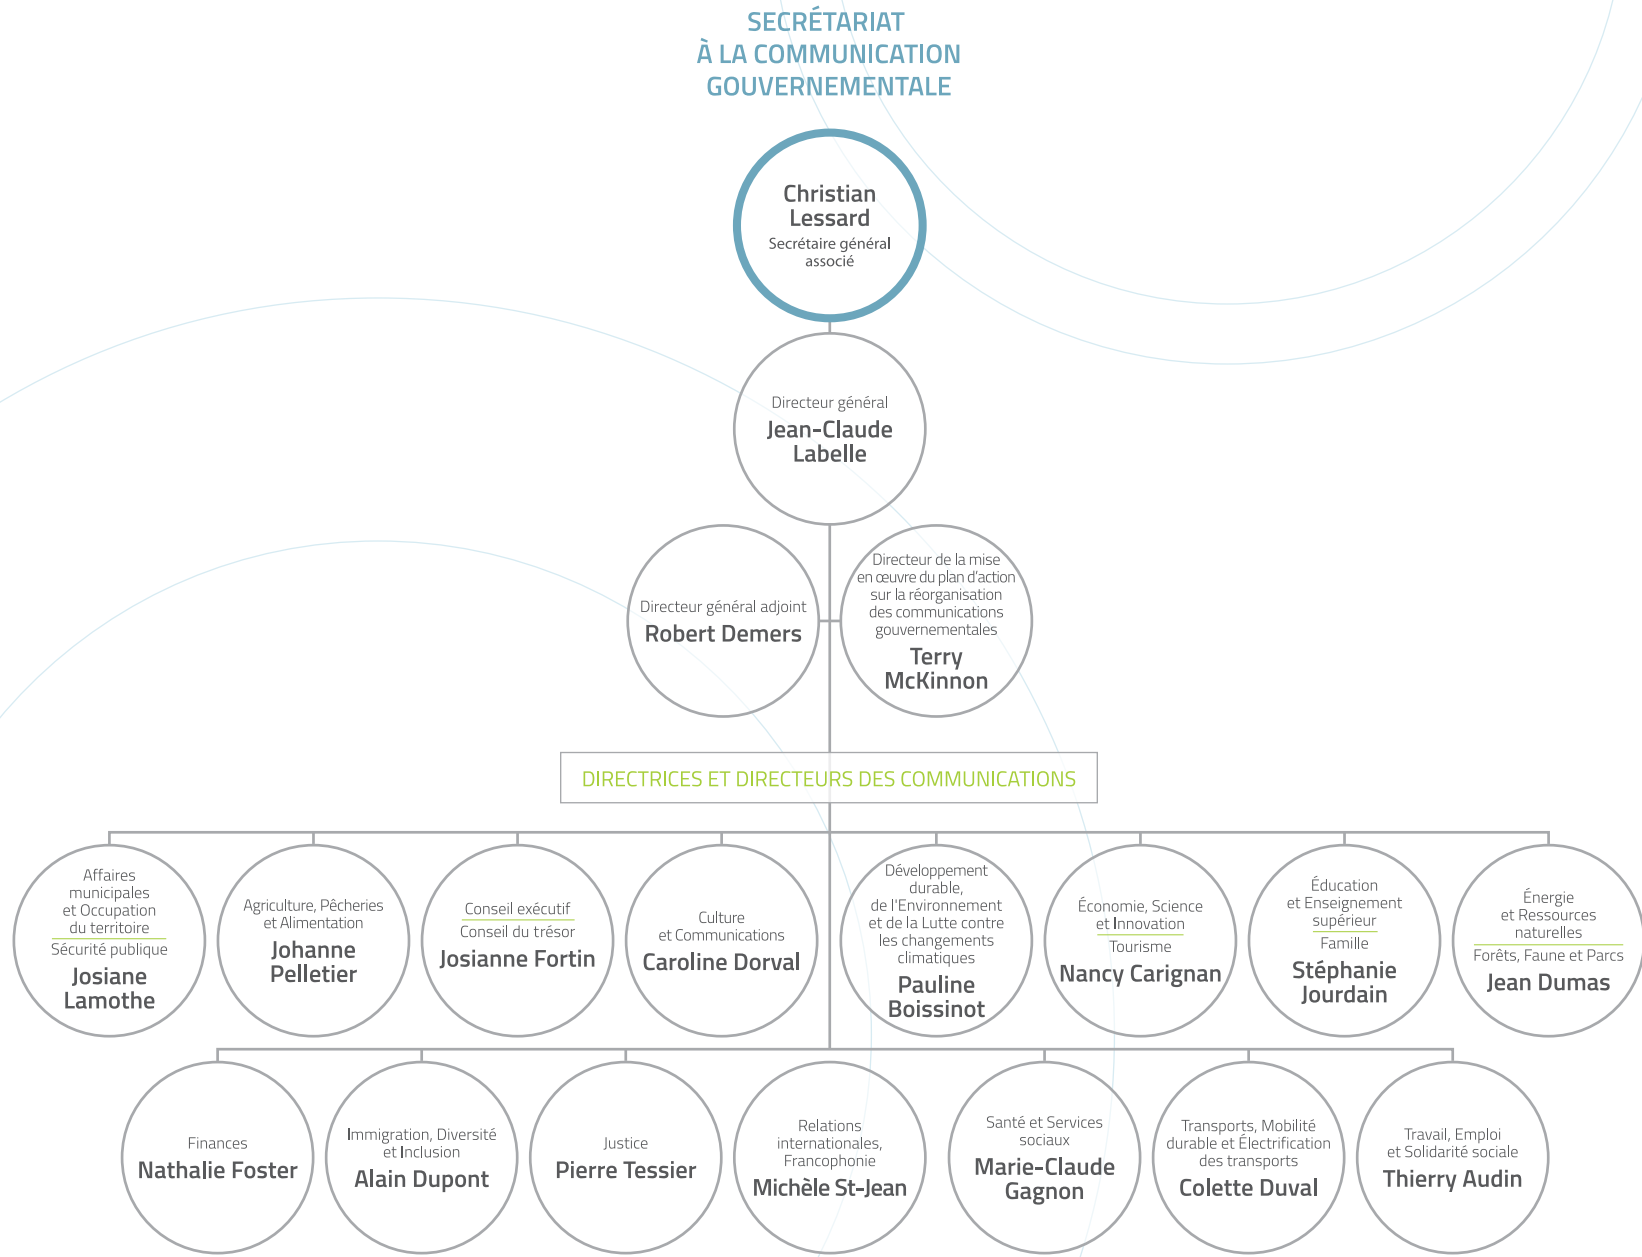 SECRÉTARIAT
À LA COMMUNICATION
GOUVERNEMENTALE
Christian
Lessard
Secrétaire général
associé
Directeur général
Jean-Claude
Labelle
Directeur général adjoint
Robert Demers
Directeur de la mise
en œuvre du plan d'action
sur la réorganisation
des communications
gouvernementales
Terry
McKinnon
DIRECTRICES ET DIRECTEURS DES COMMUNICATIONS
Affaires
municipales
et Occupation
du territoire
Sécurité publique
Josiane
Lamothe
Agriculture, Pêcheries
et Alimentation
Johanne
Pelletier
Conseil exécutif
Conseil du trésor
Josianne Fortin
Culture
et Communications
Caroline Dorval
Développement
durable,
de l'Environnement
et de la Lutte contre
les changements
climatiques
Pauline
Boissinot
Économie, Science
et Innovation
Tourisme
Nancy Carignan
Éducation
et Enseignement
supérieur
Famille
Stéphanie
Jourdain
Énergie
et Ressources
naturelles
Forêts, Faune et Parcs
Jean Dumas
Finances
Nathalie Foster
Immigration, Diversité
et Inclusion
Alain Dupont
Justice
Pierre Tessier
Relations
internationales,
Francophonie
Michèle St-Jean
Santé et Services
sociaux
Marie-Claude
Gagnon
Transports, Mobilité
durable et Électrification
des transports
Colette Duval
Travail, Emploi
et Solidarité sociale
Thierry Audin